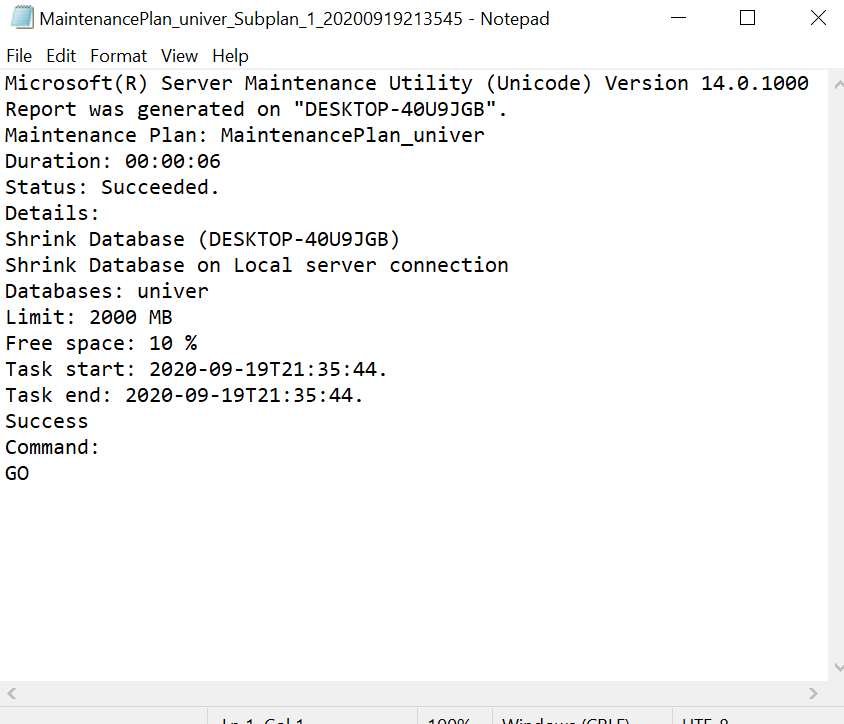 MaintenancePlan_univer_Subplan_1_20200919213545 - Notepad
File Edit Format View Help
Microsoft(R) Server Maintenance Utility (Unicode) Version 14.0.1000
Report was generated on "DESKTOP-40U9JGB".
Maintenance Plan: MaintenancePlan_univer
Duration: 00:00:06
Status: Succeeded.
Details:
Shrink Database (DESKTOP-40U9JGB)
Shrink Database on Local server connection
Databases: univer
Limit: 2000 MB
Free space: 10 %
Task start: 2020-09-19T21:35:44.
Task end: 2020-09-19T21:35:44.
Success
Command:
GO
Ln 1, Col 1 100% Windows (CRLF) UTF-8